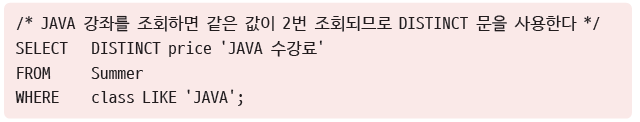 /* JAVA 강좌를 조회하면 같은 값이 2번 조회되므로 DISTINCT 문을 사용한다 */
SELECT DISTINCT price 'JAVA 수강료'
FROM Summer
WHERE class LIKE 'JAVA';